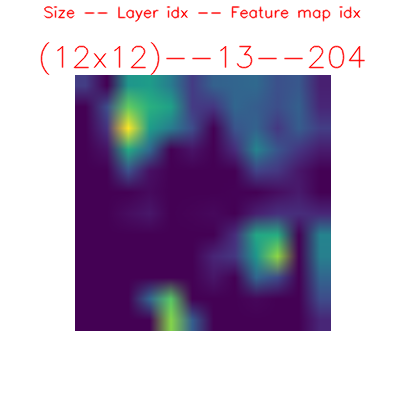 Size -- Layer idx -- Feature map idx
(12x12)--13--204